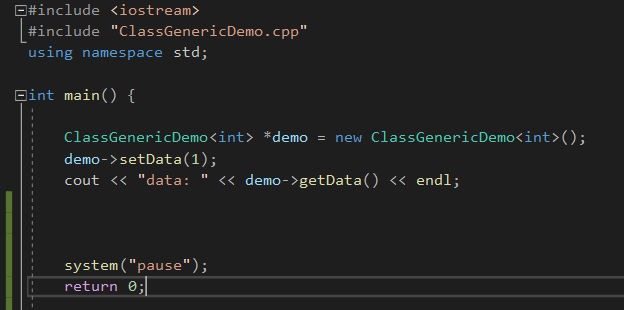 #include <iostream>
#include "ClassGenericDemo.cpp"
using namespace std;
int main() {
ClassGenericDemo<int> *demo = new ClassGenericDemo<int>();
demo->setData(1);
cout << "data: " << demo->getData() << endl;
system("pause");
return 0;